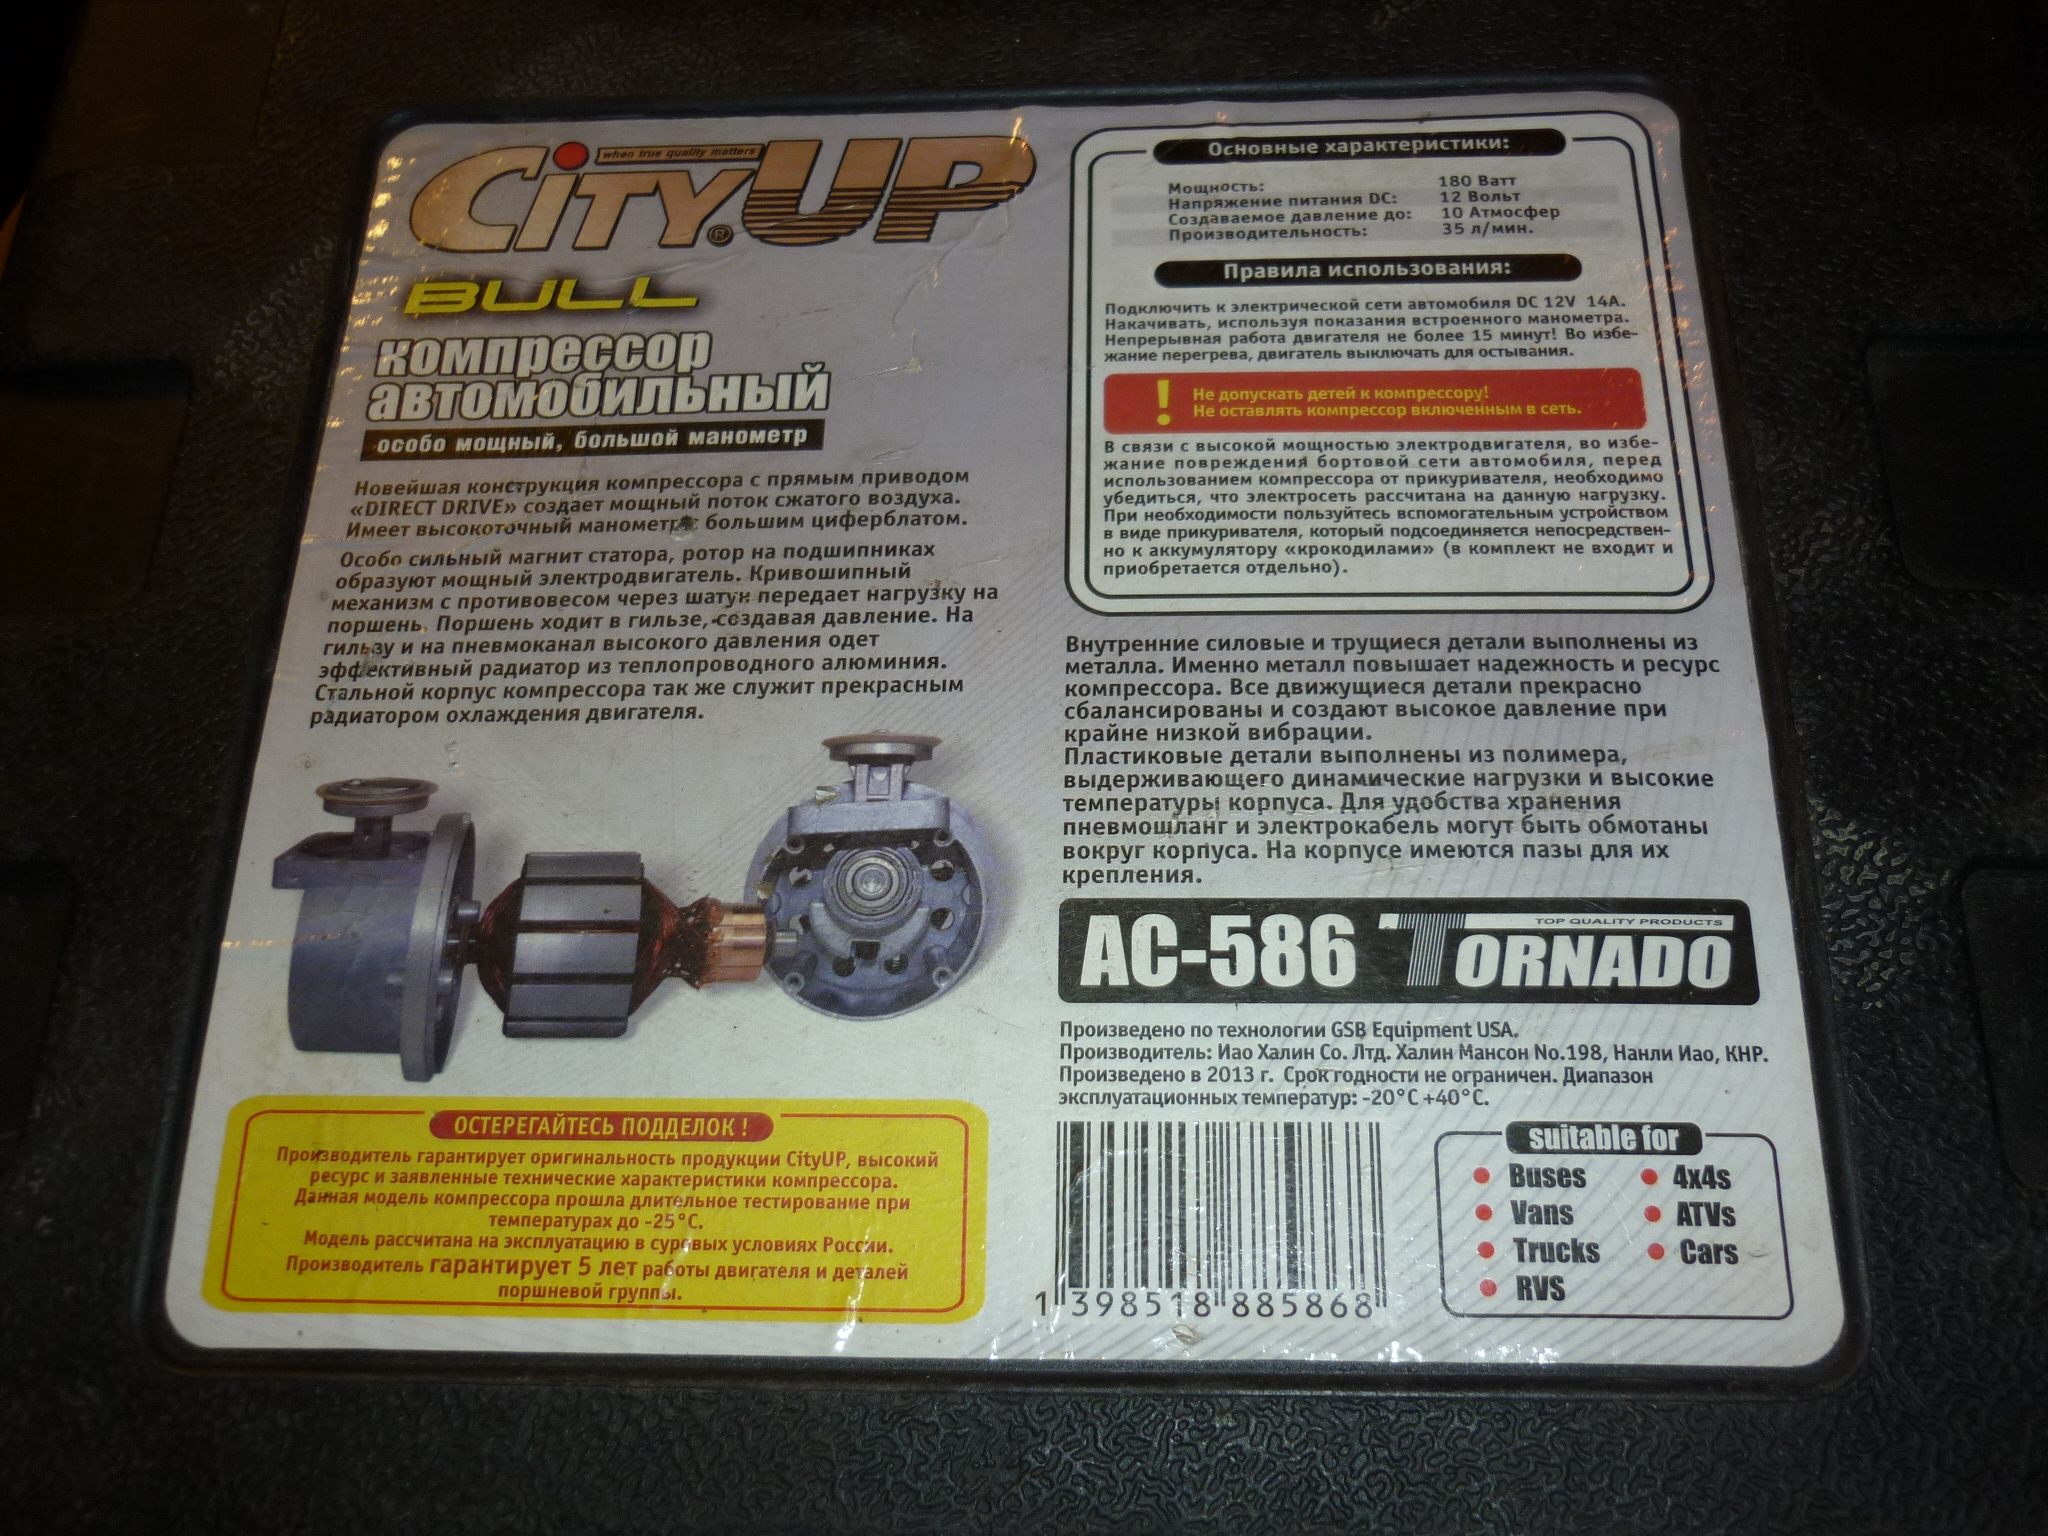 when true quality matters
CITY UP ®
BULL
компрессор
автомобильный
особо мощный, большой манометр
Новейшая конструкция компрессора с прямым приводом
«DIRECT DRIVE» создает мощный поток сжатого воздуха.
Имеет высокоточный манометр с большим циферблатом.
Особо сильный магнит статора, ротор на подшипниках
образуют мощный электродвигатель. Кривошипный
механизм с противовесом через шатун передает нагрузку на
поршень. Поршень ходит в гильзе, создавая давление. На
гильзу и на пневмоканал высокого давления одет
эффективный радиатор из теплопроводного алюминия.
Стальной корпус компрессора так же служит прекрасным
радиатором охлаждения двигателя.
ОСТЕРЕГАЙТЕСЬ ПОДДЕЛОК !
Производитель гарантирует оригинальность продукции CityUP, высокий
ресурс и заявленные технические характеристики компрессора.
Данная модель компрессора прошла длительное тестирование при
температурах до -25°C.
Модель рассчитана на эксплуатацию в суровых условиях России.
Производитель гарантирует 5 лет работы двигателя и деталей
поршневой группы.
Основные характеристики:
Мощность: 180 Ватт
Напряжение питания DC: 12 Вольт
Создаваемое давление до: 10 Атмосфер
Производительность: 35 л/мин.
Правила использования:
Подключить к электрической сети автомобиля DC 12V 14А.
Накачивать, используя показания встроенного манометра.
Непрерывная работа двигателя не более 15 минут! Во избе-
жание перегрева, двигатель выключать для остывания.
! Не допускать детей к компрессору!
Не оставлять компрессор включенным в сеть.
В связи с высокой мощностью электродвигателя, во избе-
жание повреждения бортовой сети автомобиля, перед
использованием компрессора от прикуривателя, необходимо
убедиться, что электросеть рассчитана на данную нагрузку.
При необходимости пользуйтесь вспомогательным устройством
в виде прикуривателя, который подсоединяется непосредствен-
но к аккумулятору «крокодилами» (в комплект не входит и
приобретается отдельно).
Внутренние силовые и трущиеся детали выполнены из
металла. Именно металл повышает надежность и ресурс
компрессора. Все движущиеся детали прекрасно
сбалансированы и создают высокое давление при
крайне низкой вибрации.
Пластиковые детали выполнены из полимера,
выдерживающего динамические нагрузки и высокие
температуры корпуса. Для удобства хранения
пневмошланг и электрокабель могут быть обмотаны
вокруг корпуса. На корпусе имеются пазы для их
крепления.
TOP QUALITY PRODUCTS
AC-586 TORNADO
Произведено по технологии GSB Equipment USA.
Производитель: Иао Халин Со. Лтд. Халин Мансон No.198, Нанли Иао, КНР.
Произведено в 2013 г. Срок годности не ограничен. Диапазон
эксплуатационных температур: -20°C +40°C.
1 398518 885868
suitable for
Buses 4x4s
Vans ATVs
Trucks Cars
RVS